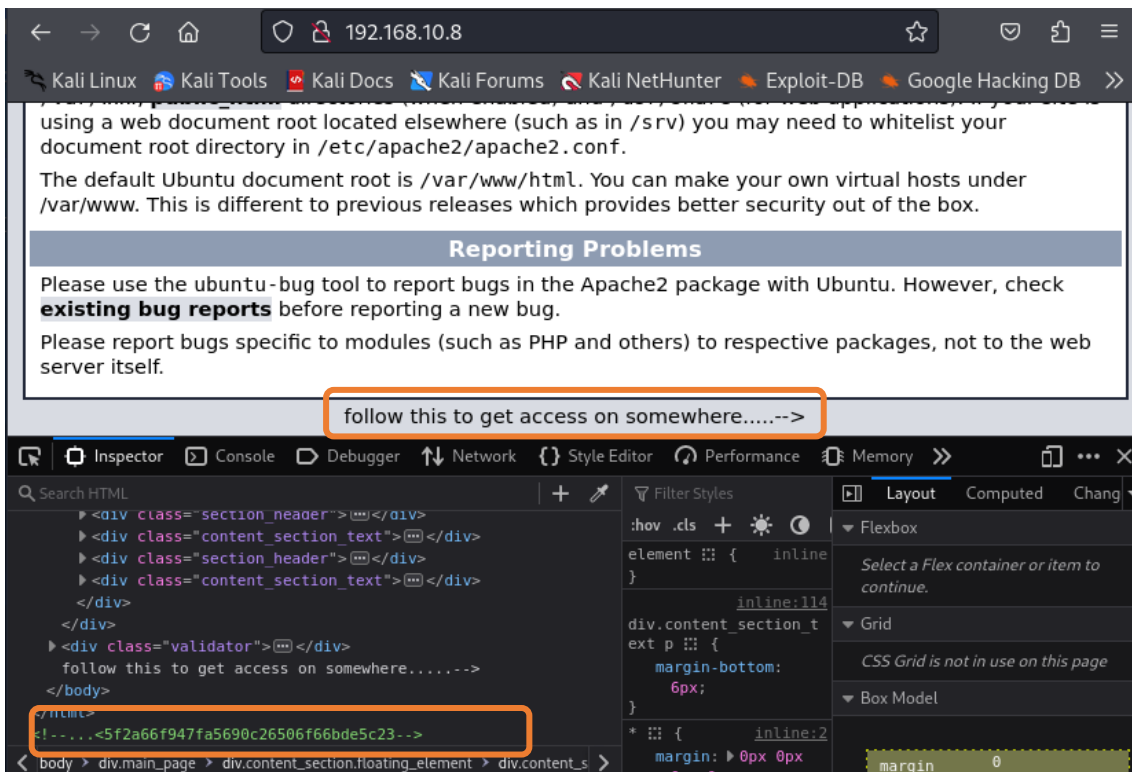 192.168.10.8
Kali Linux Kali Tools Kali Docs Kali Forums Kali NetHunter Exploit-DB Google Hacking DB
using a web document root located elsewhere (such as in /srv) you may need to whitelist your
document root directory in /etc/apache2/apache2.conf.
The default Ubuntu document root is /var/www/html. You can make your own virtual hosts under
/var/www. This is different to previous releases which provides better security out of the box.
Reporting Problems
Please use the ubuntu-bug tool to report bugs in the Apache2 package with Ubuntu. However, check
existing bug reports before reporting a new bug.
Please report bugs specific to modules (such as PHP and others) to respective packages, not to the web
server itself.
follow this to get access on somewhere.....-->
Inspector Console Debugger Network Style Editor Performance Memory
Search HTML
<div class="section_header"></div>
<div class="content_section_text"></div>
<div class="section_header"></div>
<div class="content_section_text"></div>
</div>
</div>
<div class="validator"></div>
follow this to get access on somewhere.....-->
</body>
</html>
<!--...<5f2a66f947fa5690c26506f66bde5c23-->
body > div.main_page > div.content_section.floating_element > div.content_s
Filter Styles
:hov .cls
element { inline
}
inline:114
div.content_section_t
ext p {
margin-bottom:
6px;
}
* { inline:2
margin: 0px 0px
Layout Computed Chang
Flexbox
Select a Flex container or item to
continue.
Grid
CSS Grid is not in use on this page
Box Model
margin 0